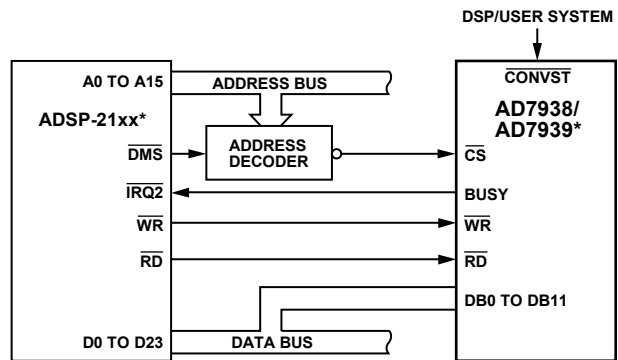 DSP/USER SYSTEM
A0 TO A15
ADDRESS BUS
CONVST
ADSP-21xx*
AD7938/
AD7939*
DMS
ADDRESS
DECODER
CS
IRQ2
BUSY
WR
WR
RD
RD
DB0 TO DB11
D0 TO D23
DATA BUS